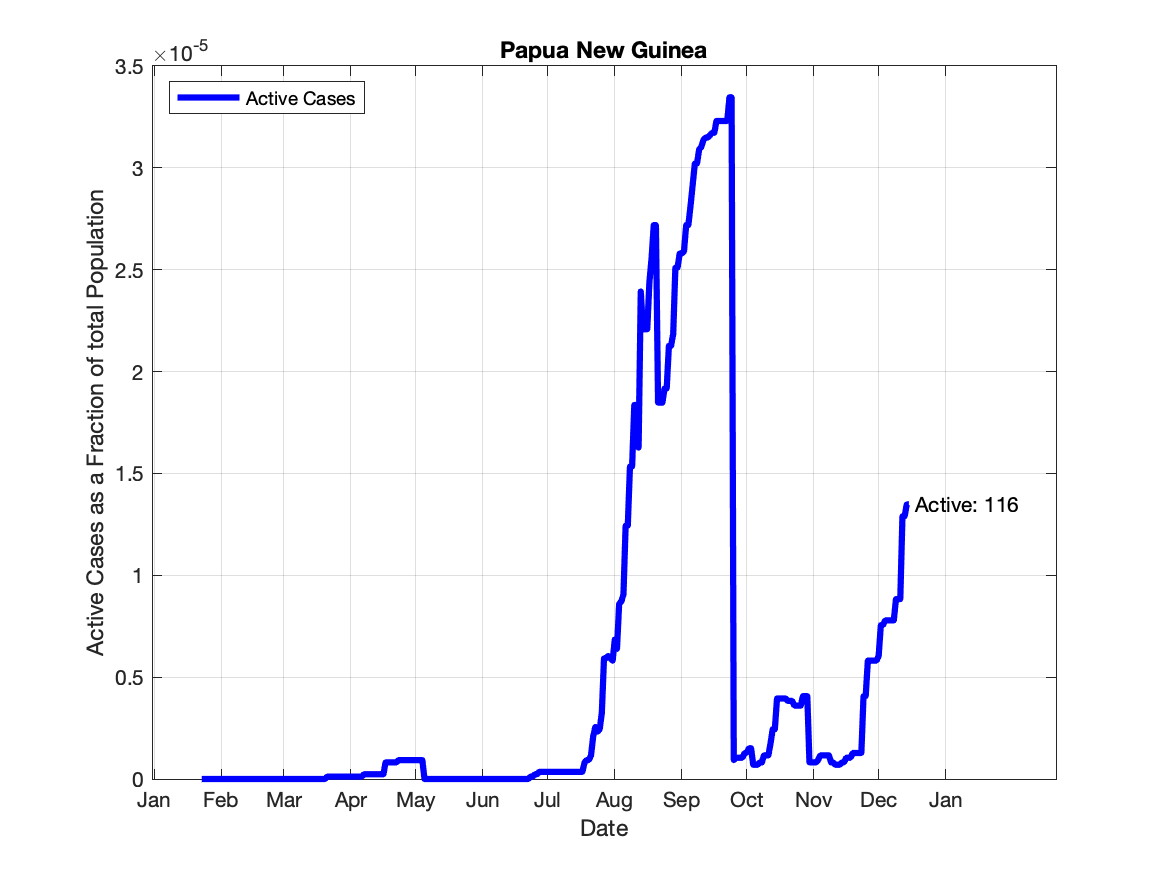 Papua New Guinea
×10-5
Active Cases
3.5
3
2.5
2
1.5
1
0.5
0
Active Cases as a Fraction of total Population
Active: 116
Jan Feb Mar Apr May Jun Jul Aug Sep Oct Nov Dec Jan
Date